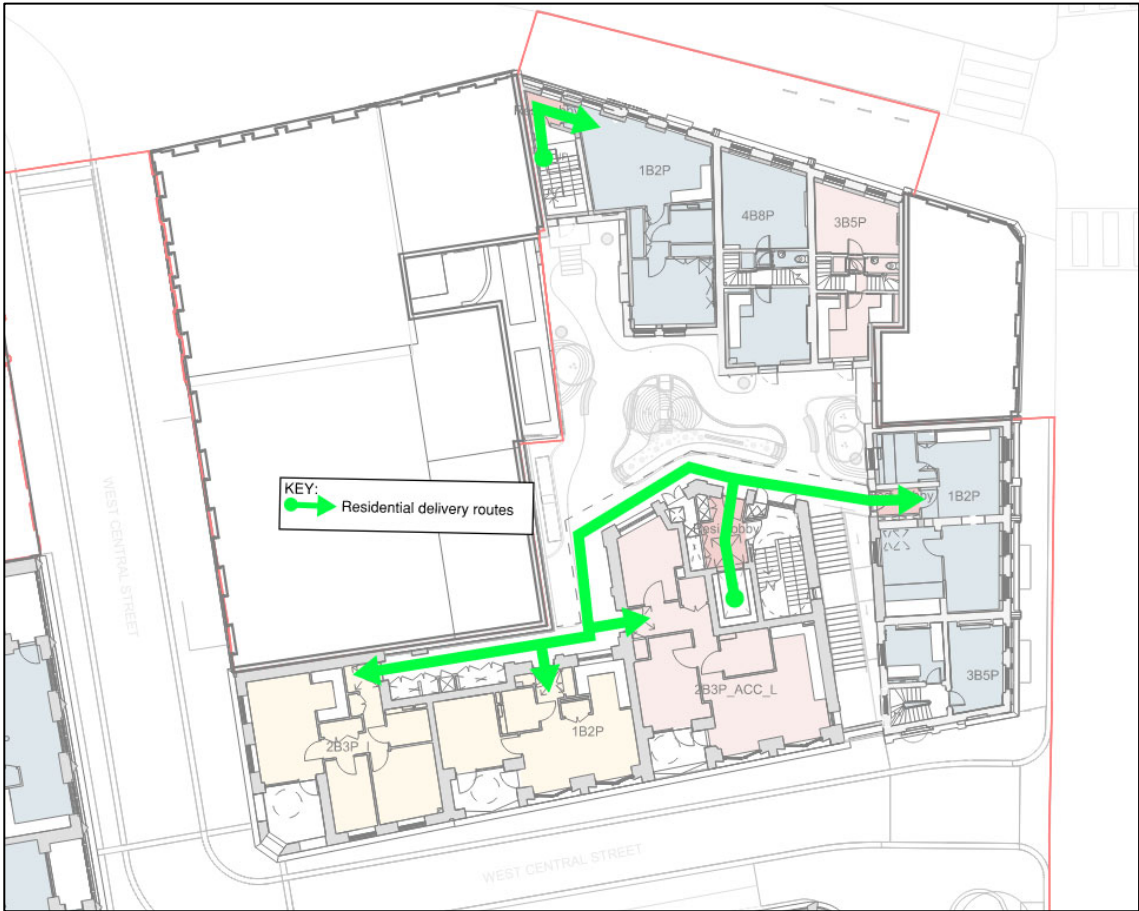 1B2P
4B8P
3B5P
KEY:
Residential delivery routes
1B2P
WEST CENTRAL STREET
3B5P
2B3P_ACC_L
1B2P
2B3P
WEST CENTRAL STREET